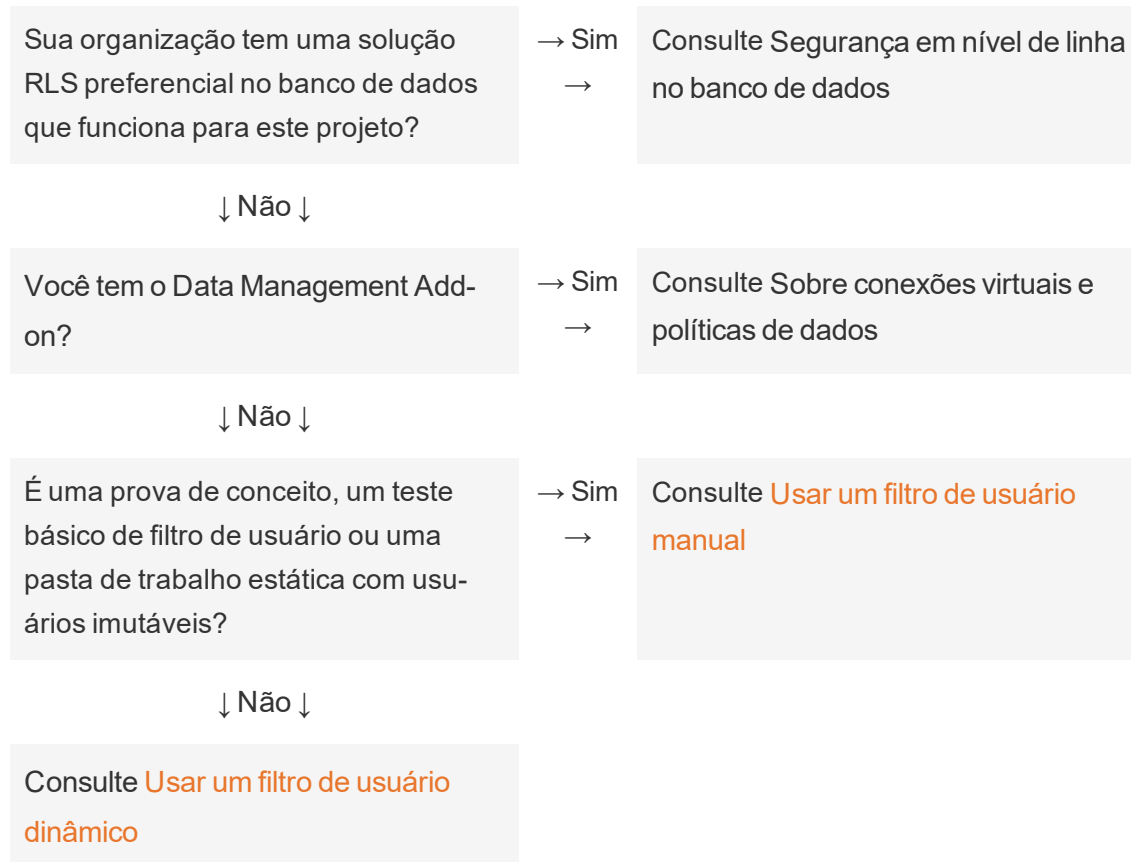 Sua organização tem uma solução
RLS preferencial no banco de dados
que funciona para este projeto?
→ Sim
→
Consulte Segurança em nível de linha
no banco de dados
↓ Não ↓
Você tem o Data Management Add-
on?
→ Sim
→
Consulte Sobre conexões virtuais e
políticas de dados
↓ Não ↓
É uma prova de conceito, um teste
básico de filtro de usuário ou uma
pasta de trabalho estática com usu-
ários imutáveis?
→ Sim
→
Consulte Usar um filtro de usuário
manual
↓ Não ↓
Consulte Usar um filtro de usuário
dinâmico